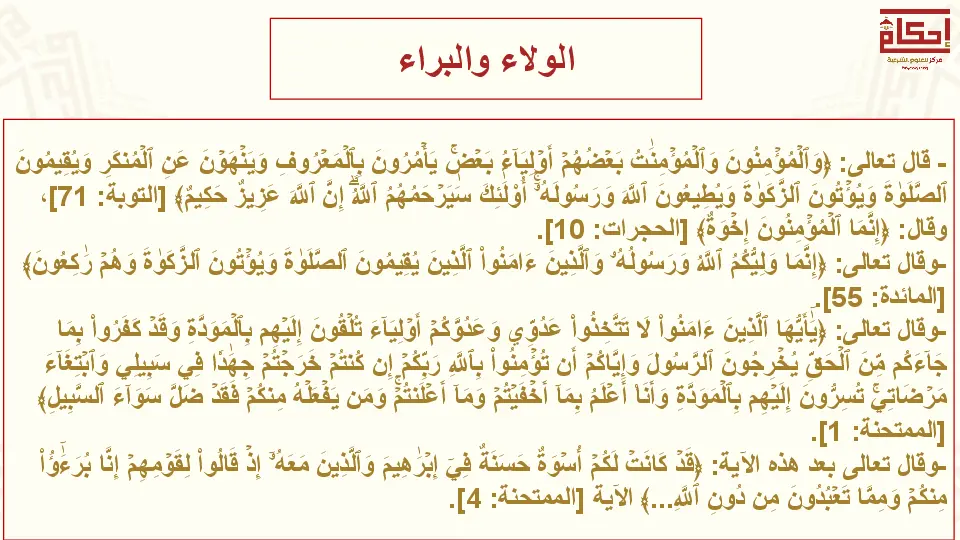 إحكام
مركز للعلوم الشرعية
الولاء والبراء
- قال تعالى: ﴿وَٱلۡمُؤۡمِنُونَ وَٱلۡمُؤۡمِنَٰتُ بَعۡضُهُمۡ أَوۡلِيَآءُ بَعۡضٖۚ يَأۡمُرُونَ بِٱلۡمَعۡرُوفِ وَيَنۡهَوۡنَ عَنِ ٱلۡمُنكَرِ وَيُقِيمُونَ
ٱلصَّلَوٰةَ وَيُؤۡتُونَ ٱلزَّكَوٰةَ وَيُطِيعُونَ ٱللَّهَ وَرَسُولَهُۥٓۚ أُوْلَٰٓئِكَ سَيَرۡحَمُهُمُ ٱللَّهُۗ إِنَّ ٱللَّهَ عَزِيزٌ حَكِيمٞ﴾ [التوبة: 71]،
وقال: ﴿إِنَّمَا ٱلۡمُؤۡمِنُونَ إِخۡوَةٞ﴾ [الحجرات: 10].
-وقال تعالى: ﴿إِنَّمَا وَلِيُّكُمُ ٱللَّهُ وَرَسُولُهُۥ وَٱلَّذِينَ ءَامَنُواْ ٱلَّذِينَ يُقِيمُونَ ٱلصَّلَوٰةَ وَيُؤۡتُونَ ٱلزَّكَوٰةَ وَهُمۡ رَٰكِعُونَ﴾
[المائدة: 55].
-وقال تعالى: ﴿يَٰٓأَيُّهَا ٱلَّذِينَ ءَامَنُواْ لَا تَتَّخِذُواْ عَدُوِّي وَعَدُوَّكُمۡ أَوۡلِيَآءَ تُلۡقُونَ إِلَيۡهِم بِٱلۡمَوَدَّةِ وَقَدۡ كَفَرُواْ بِمَا
جَآءَكُم مِّنَ ٱلۡحَقِّ يُخۡرِجُونَ ٱلرَّسُولَ وَإِيَّاكُمۡ أَن تُؤۡمِنُواْ بِٱللَّهِ رَبِّكُمۡ إِن كُنتُمۡ خَرَجۡتُمۡ جِهَٰدٗا فِي سَبِيلِي وَٱبۡتِغَآءَ
مَرۡضَاتِيۚ تُسِرُّونَ إِلَيۡهِم بِٱلۡمَوَدَّةِ وَأَنَا۠ أَعۡلَمُ بِمَآ أَخۡفَيۡتُمۡ وَمَآ أَعۡلَنتُمۡۚ وَمَن يَفۡعَلۡهُ مِنكُمۡ فَقَدۡ ضَلَّ سَوَآءَ ٱلسَّبِيلِ﴾
[الممتحنة: 1].
-وقال تعالى بعد هذه الآية: ﴿قَدۡ كَانَتۡ لَكُمۡ أُسۡوَةٌ حَسَنَةٞ فِيٓ إِبۡرَٰهِيمَ وَٱلَّذِينَ مَعَهُۥٓ إِذۡ قَالُواْ لِقَوۡمِهِمۡ إِنَّا بُرَءَٰٓؤُاْ
مِنكُمۡ وَمِمَّا تَعۡبُدُونَ مِن دُونِ ٱللَّهِ...﴾ الآية [الممتحنة: 4].